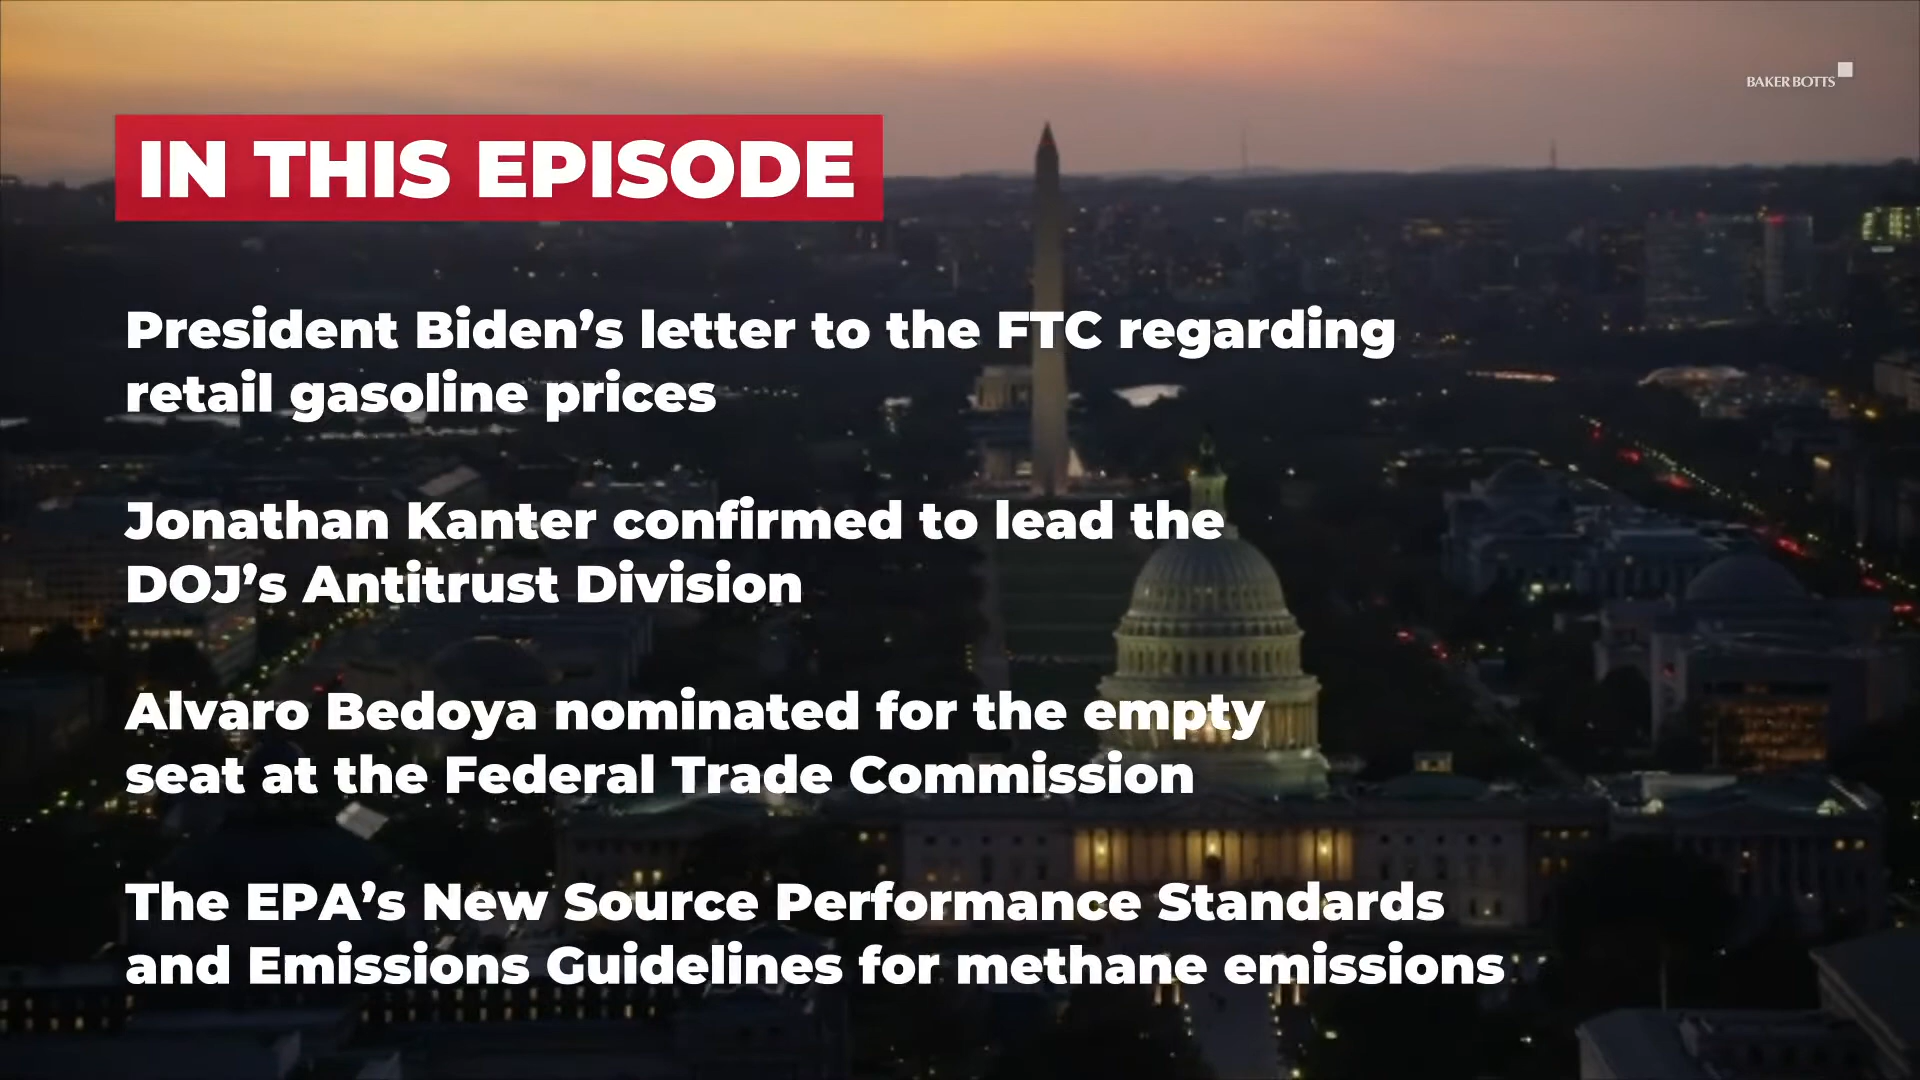 BAKER BOTTS
IN THIS EPISODE
President Biden’s letter to the FTC regarding
retail gasoline prices
Jonathan Kanter confirmed to lead the
DOJ’s Antitrust Division
Alvaro Bedoya nominated for the empty
seat at the Federal Trade Commission
The EPA’s New Source Performance Standards
and Emissions Guidelines for methane emissions